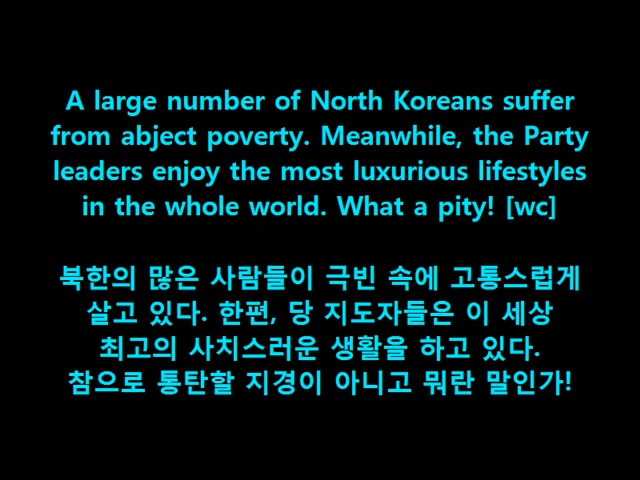 A large number of North Koreans suffer
from abject poverty. Meanwhile, the Party
leaders enjoy the most luxurious lifestyles
in the whole world. What a pity! [wc]
북한의 많은 사람들이 극빈 속에 고통스럽게
살고 있다. 한편, 당 지도자들은 이 세상
최고의 사치스러운 생활을 하고 있다.
참으로 통탄할 지경이 아니고 뭐란 말인가!